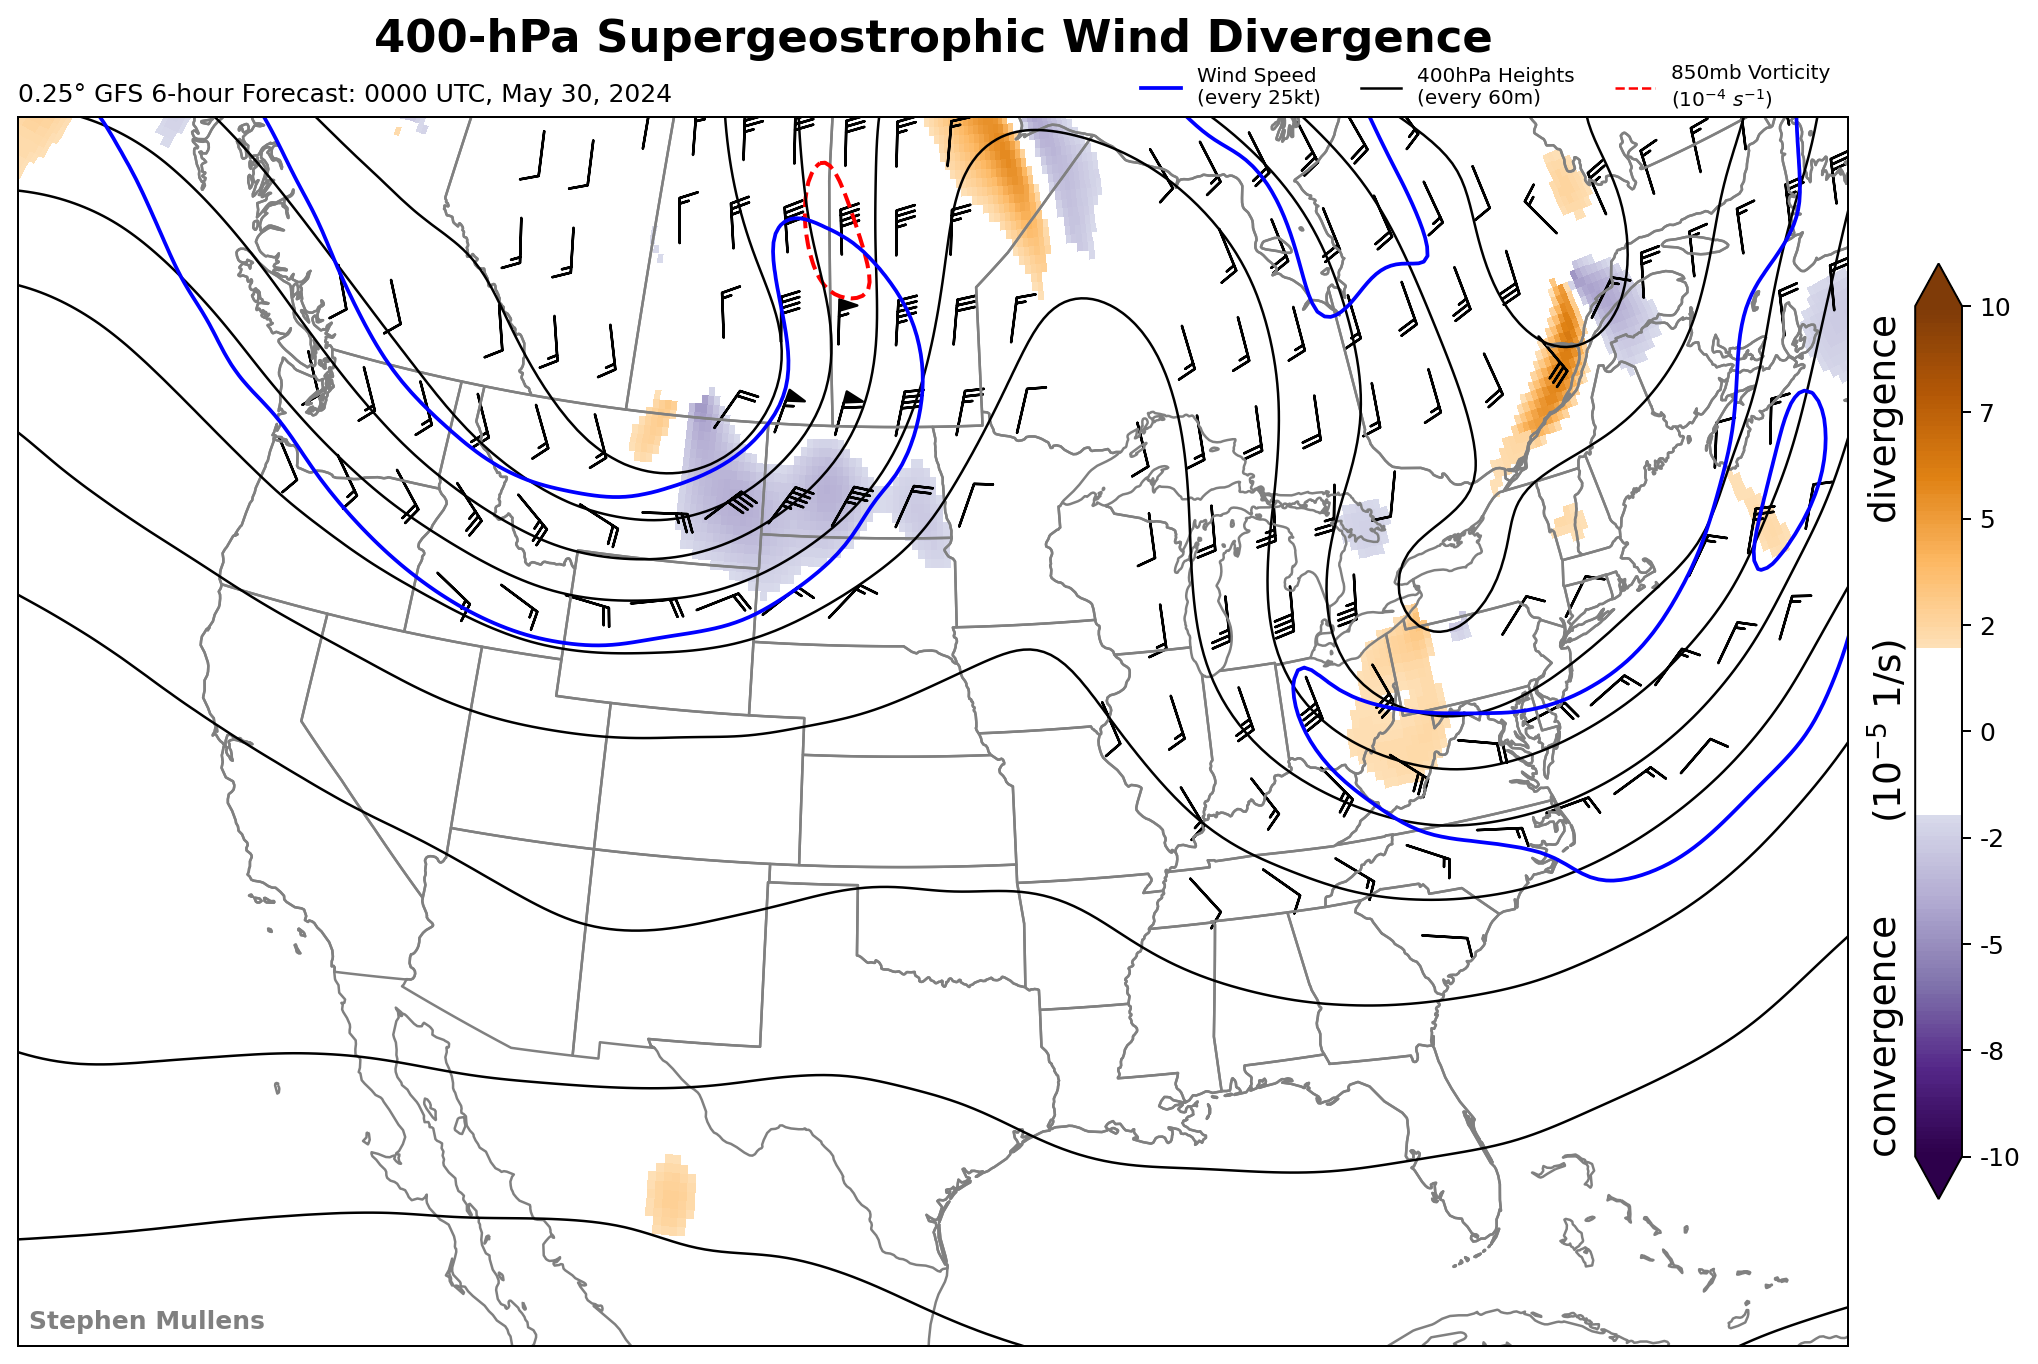 400-hPa Supergeostrophic Wind Divergence
0.25° GFS 6-hour Forecast: 0000 UTC, May 30, 2024
Wind Speed
(every 25kt)
400hPa Heights
(every 60m)
850mb Vorticity
(10⁻⁴ s⁻¹)
10
7
5
2
0
-2
-5
-8
-10
convergence (10⁻⁵ 1/s) divergence
Stephen Mullens